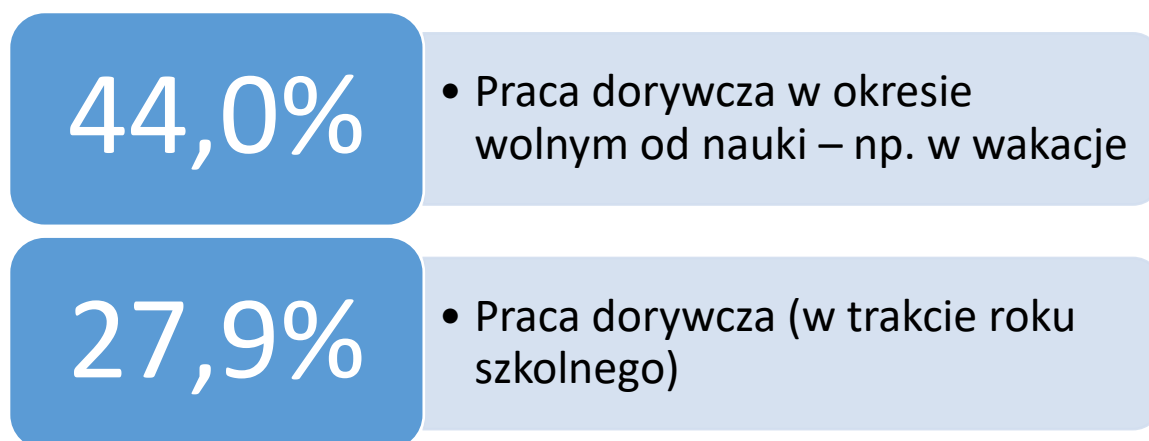 44,0%
• Praca dorywcza w okresie
wolnym od nauki – np. w wakacje
27,9%
• Praca dorywcza (w trakcie roku
szkolnego)